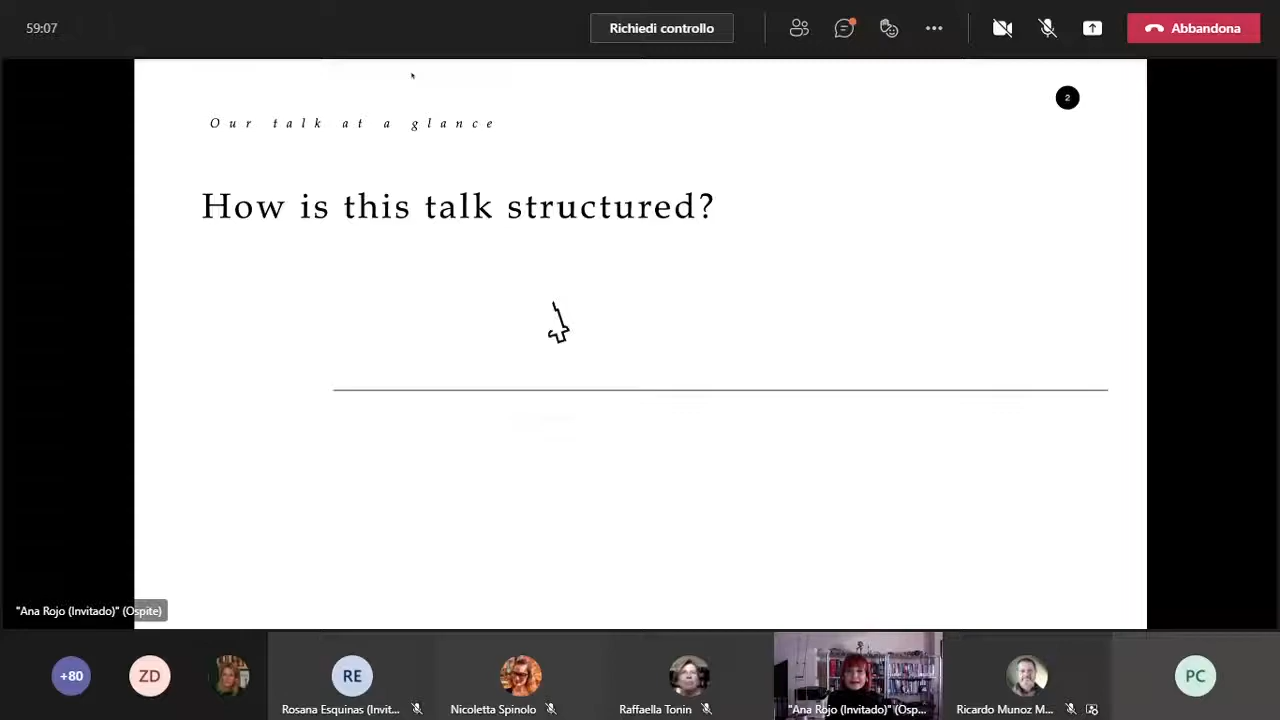 59:07
Richiedi controllo
Abbandona
2
Our talk at a glance
How is this talk structured?
"Ana Rojo (Invitado)" (Ospite)
+80
ZD
RE
PC
Rosana Esquinas (Invit...
Nicoletta Spinolo
Raffaella Tonin
"Ana Rojo (Invitado)" (Osp...
Ricardo Munoz M...